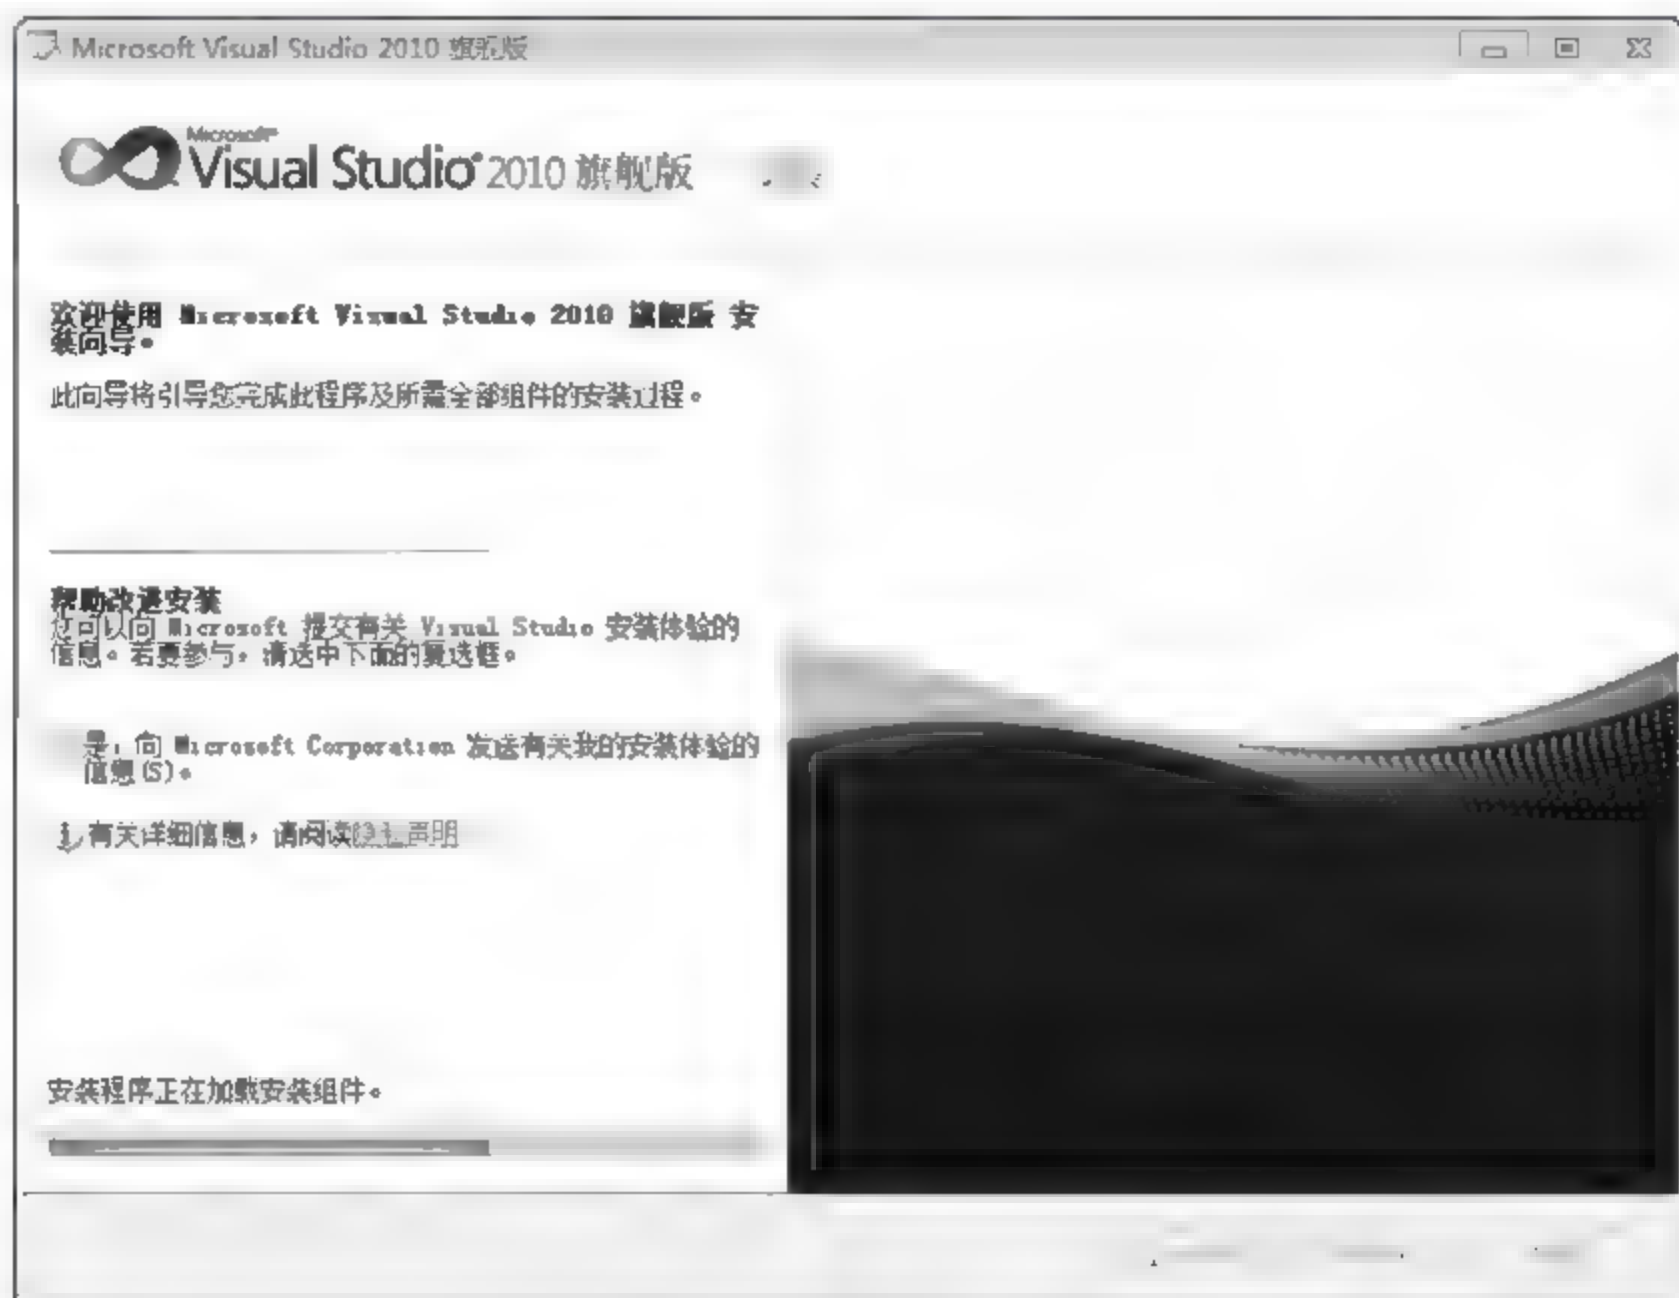 Microsoft Visual Studio 2010 旗舰版
Microsoft®
Visual Studio® 2010 旗舰版
欢迎使用 Microsoft Visual Studio 2010 旗舰版 安
装向导。
此向导将引导您完成此程序及所需全部组件的安装过程。
帮助改进安装
您可以向 Microsoft 提交有关 Visual Studio 安装体验的
信息。若要参与，请选中下面的复选框。
是，向 Microsoft Corporation 发送有关我的安装体验的
信息(S)。
有关详细信息，请阅读隐私声明
安装程序正在加载安装组件。